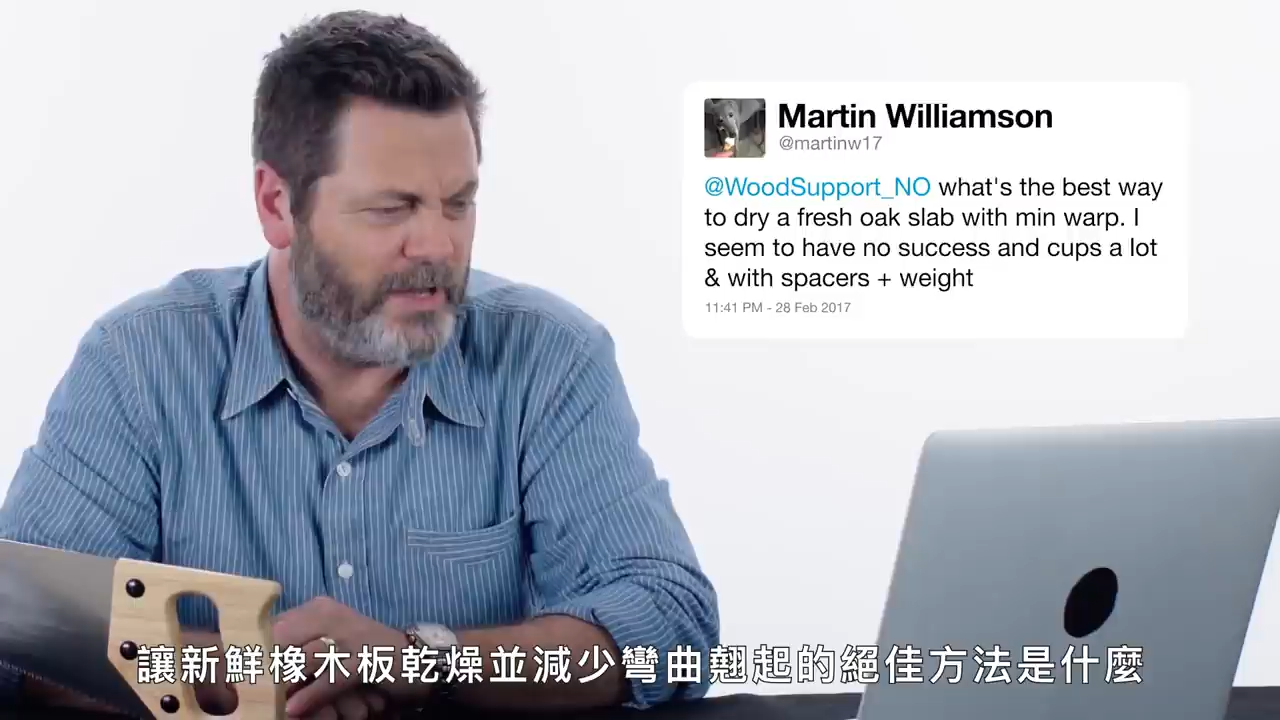 Martin Williamson
@martinw17
@WoodSupport_NO what's the best way
to dry a fresh oak slab with min warp. I
seem to have no success and cups a lot
& with spacers + weight
11:41 PM - 28 Feb 2017
讓新鮮橡木板乾燥並減少彎曲翹起的絕佳方法是什麼